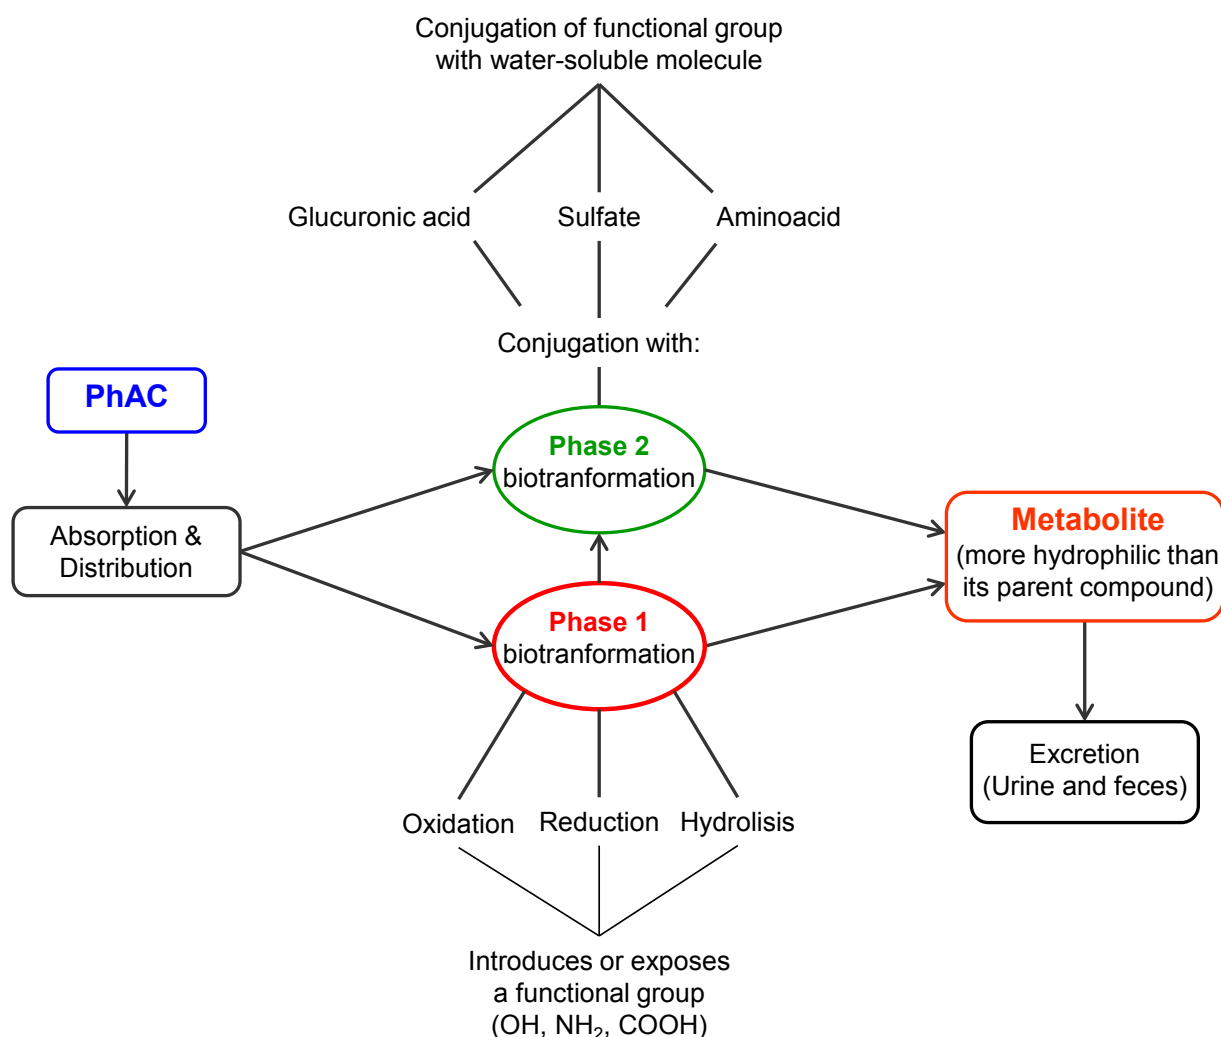 Conjugation of functional group
with water-soluble molecule
Glucuronic acid
Sulfate
Aminoacid
Conjugation with:
PhAC
Phase 2
biotranformation
Absorption &
Distribution
Metabolite
(more hydrophilic than
its parent compound)
Phase 1
biotranformation
Excretion
(Urine and feces)
Oxidation
Reduction
Hydrolisis
Introduces or exposes
a functional group
(OH, NH₂, COOH)